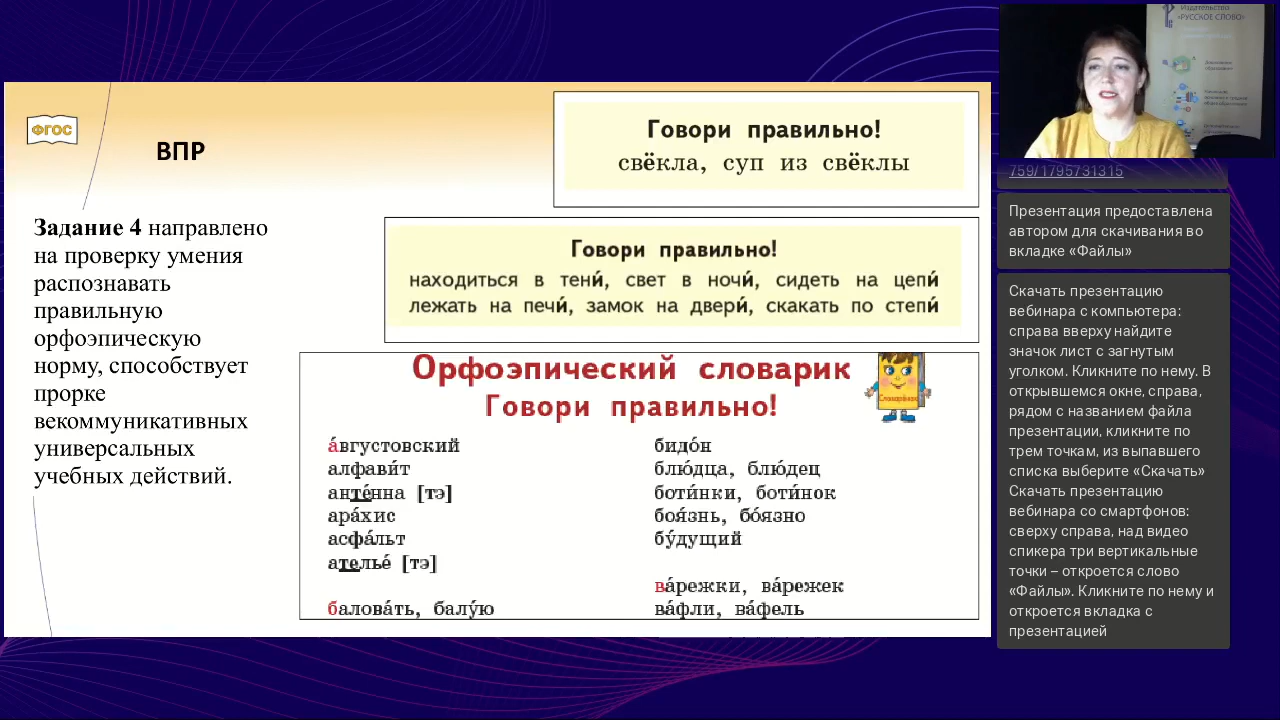 ФГОС
ВПР
Задание 4 направлено
на проверку умения
распознавать
правильную
орфоэпическую
норму, способствует
прорке
векоммуникативных
универсальных
учебных действий.
Говори правильно!
свёкла, суп из свёклы
Говори правильно!
находиться в тени́, свет в ночи́, сидеть на цепи́
лежать на печи́, замок на двери́, скакать по степи́
Орфоэпический словарик
Говори правильно!
а́вгустовский
алфави́т
анте́нна [тэ]
ара́хис
асфа́льт
ателье́ [тэ]
балова́ть, балу́ю
бидо́н
блю́дца, блю́дец
боти́нки, боти́нок
боя́знь, бо́язно
бу́дущий
ва́режки, ва́режек
ва́фли, ва́фель
Издательство
«РУССКОЕ СЛОВО»
759/1795731315
Презентация предоставлена
автором для скачивания во
вкладке «Файлы»
Скачать презентацию
вебинара с компьютера:
справа вверху найдите
значок лист с загнутым
уголком. Кликните по нему. В
открывшемся окне, справа,
рядом с названием файла
презентации, кликните по
трем точкам, из выпавшего
списка выберите «Скачать»
Скачать презентацию
вебинара со смартфонов:
сверху справа, над видео
спикера три вертикальные
точки – откроется слово
«Файлы». Кликните по нему и
откроется вкладка с
презентацией